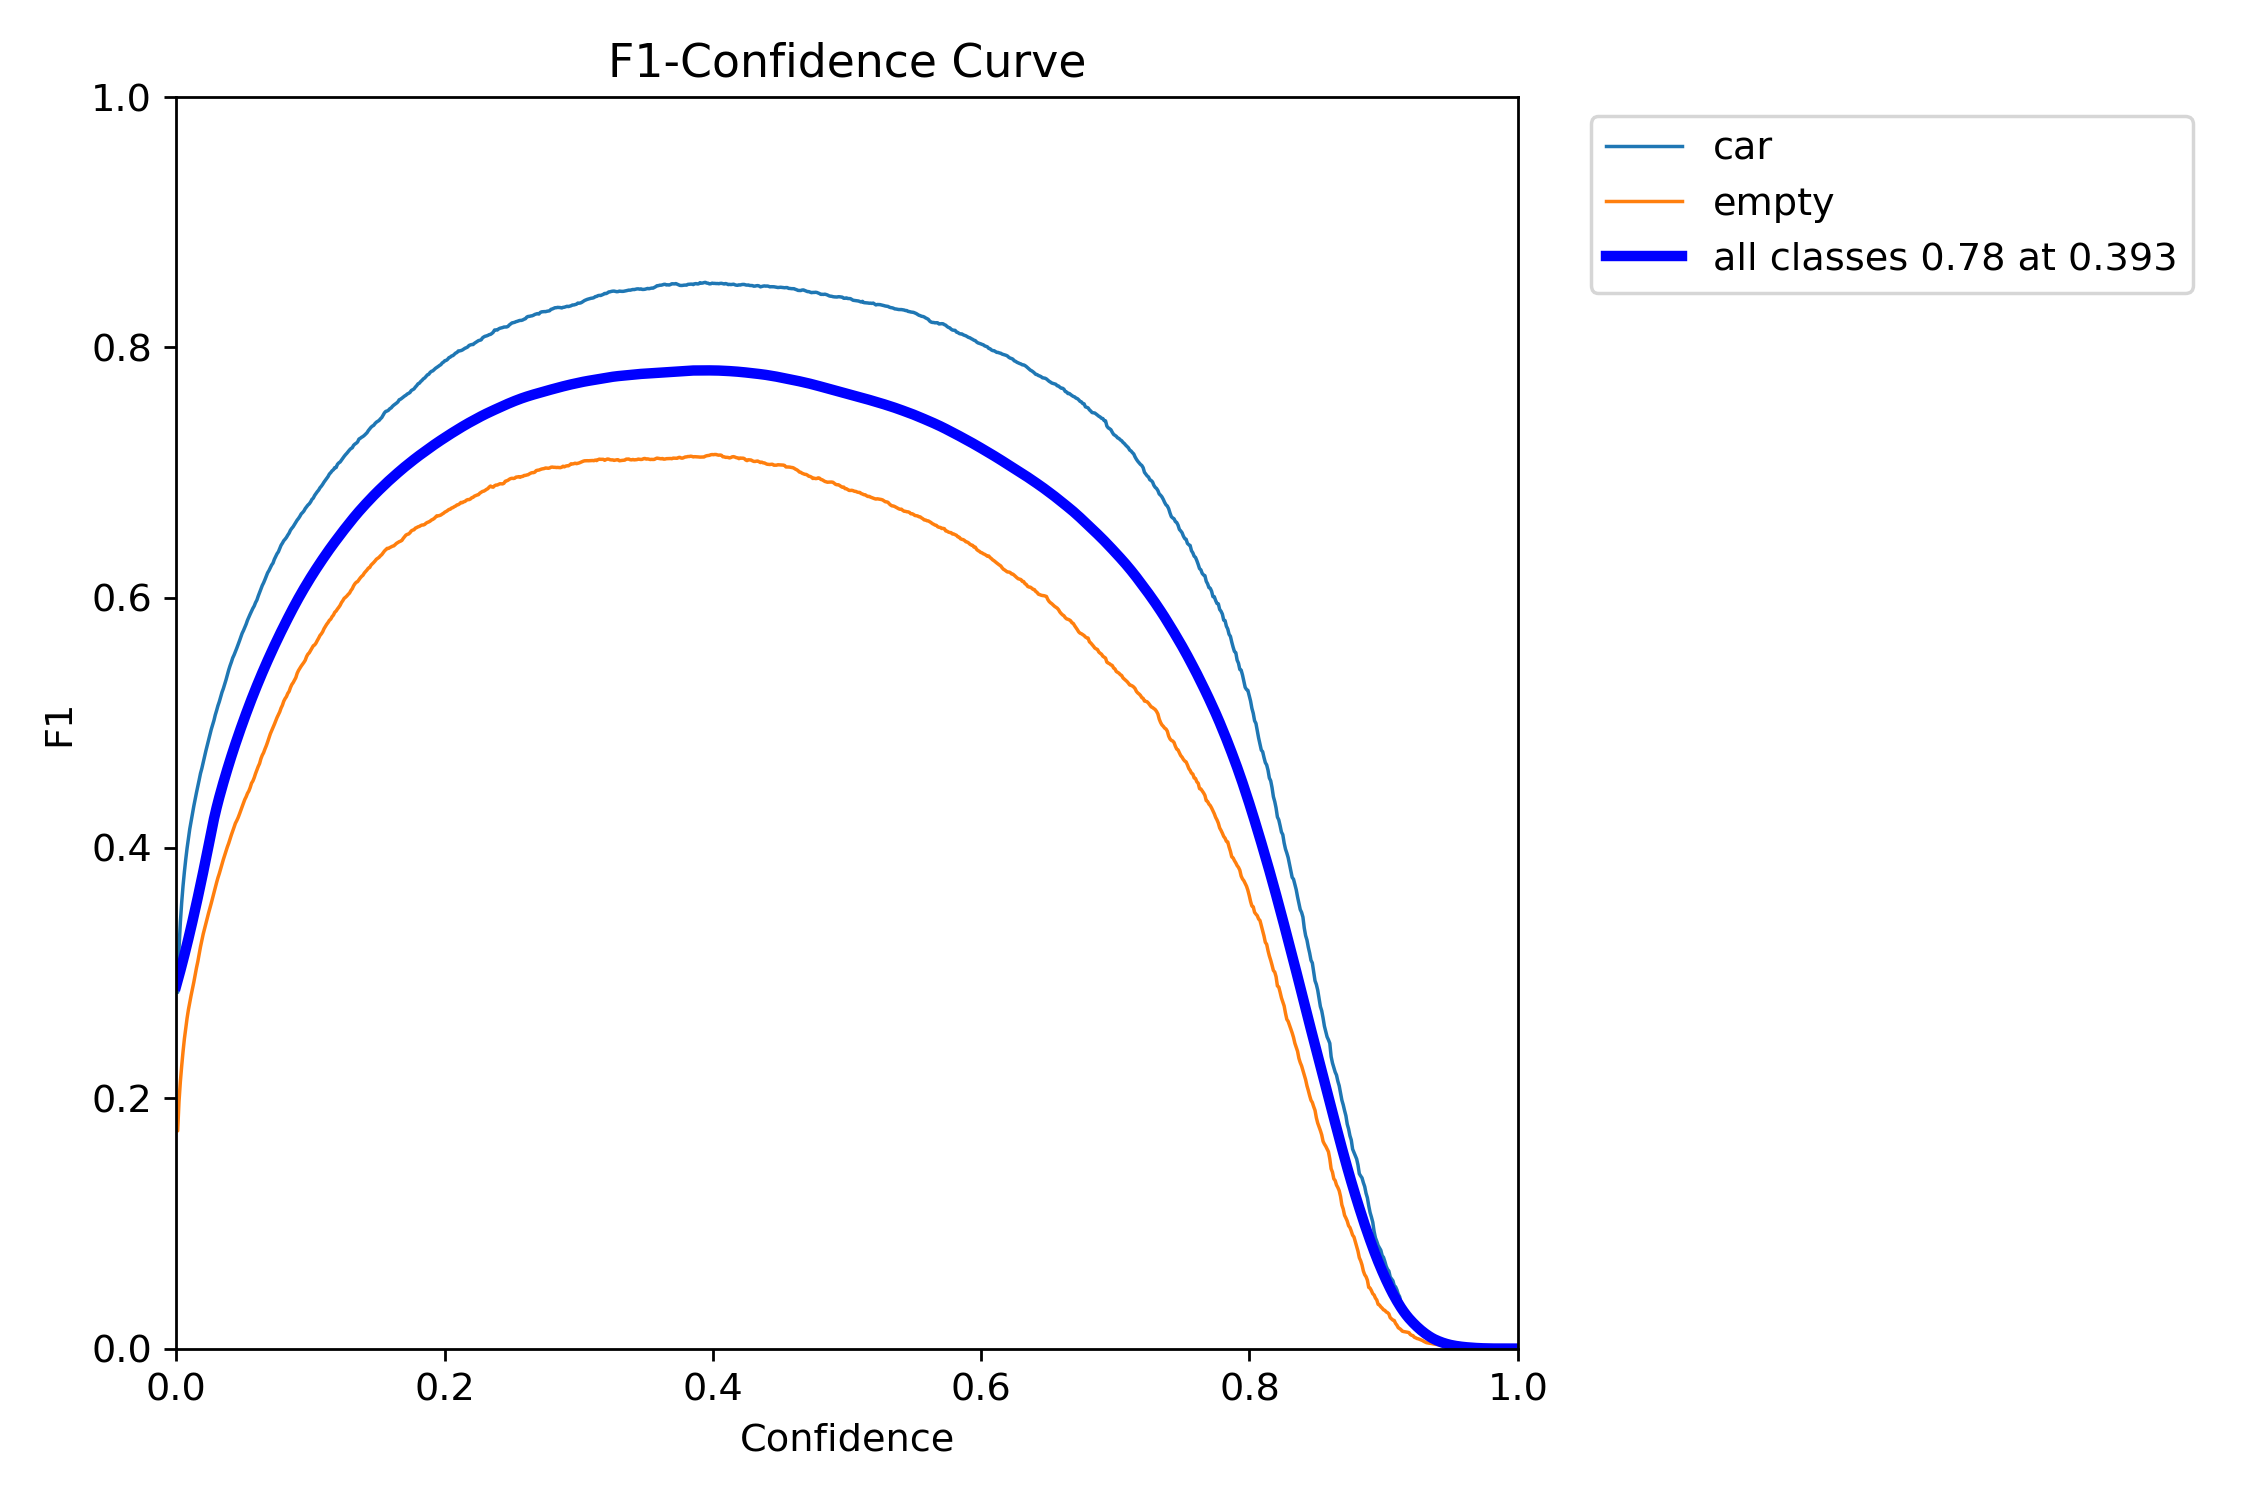 F1-Confidence Curve
1.0
0.8
0.6
0.4
0.2
0.0
F1
0.0 0.2 0.4 0.6 0.8 1.0
Confidence
car
empty
all classes 0.78 at 0.393